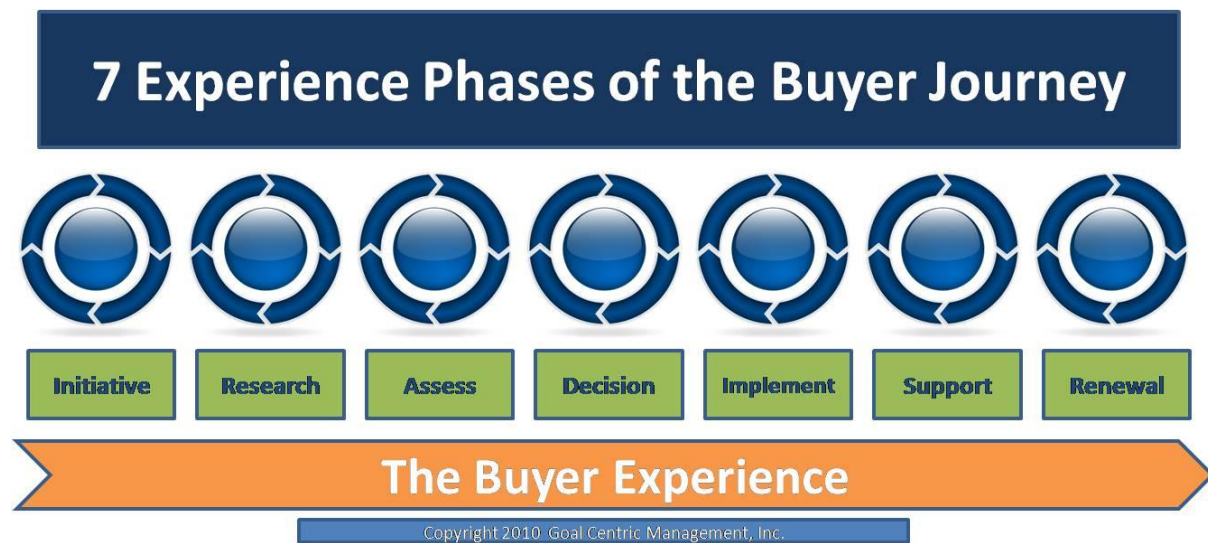 7 Experience Phases of the Buyer Journey
Initiative Research Assess Decision Implement Support Renewal
The Buyer Experience
Copyright 2010 Goal Centric Management, Inc.